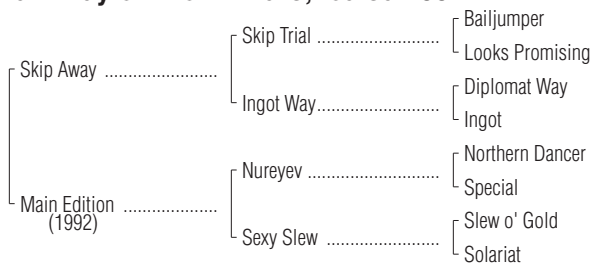 Bailjumper
Skip Trial ........................
Looks Promising
Skip Away ......................
Diplomat Way
Ingot Way........................
Ingot
Northern Dancer
Nureyev ..........................
Special
Main Edition ..................
(1992)
Slew o' Gold
Sexy Slew ......................
Solariat